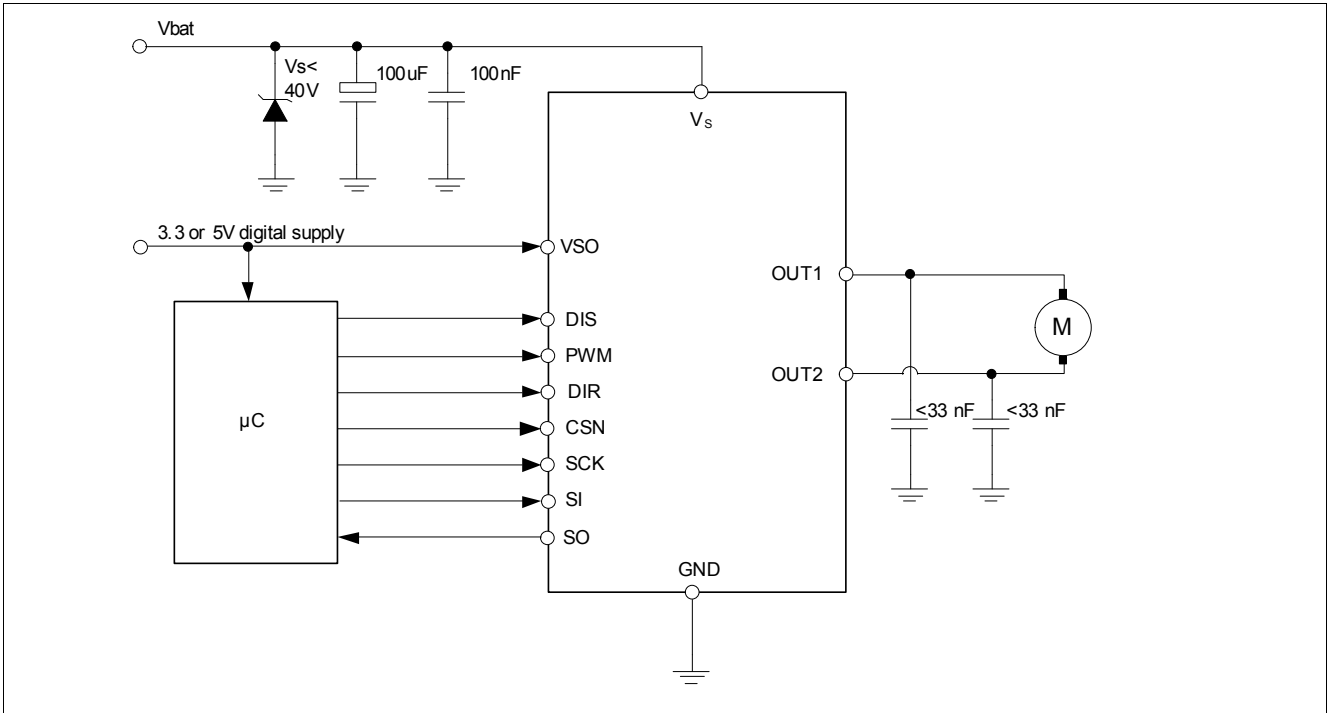 Vbat
Vs<
40V
100uF
100nF
VS
3.3 or 5V digital supply
VSO
OUT1
DIS
M
PWM
OUT2
DIR
<33 nF
<33 nF
µC
CSN
SCK
SI
SO
GND